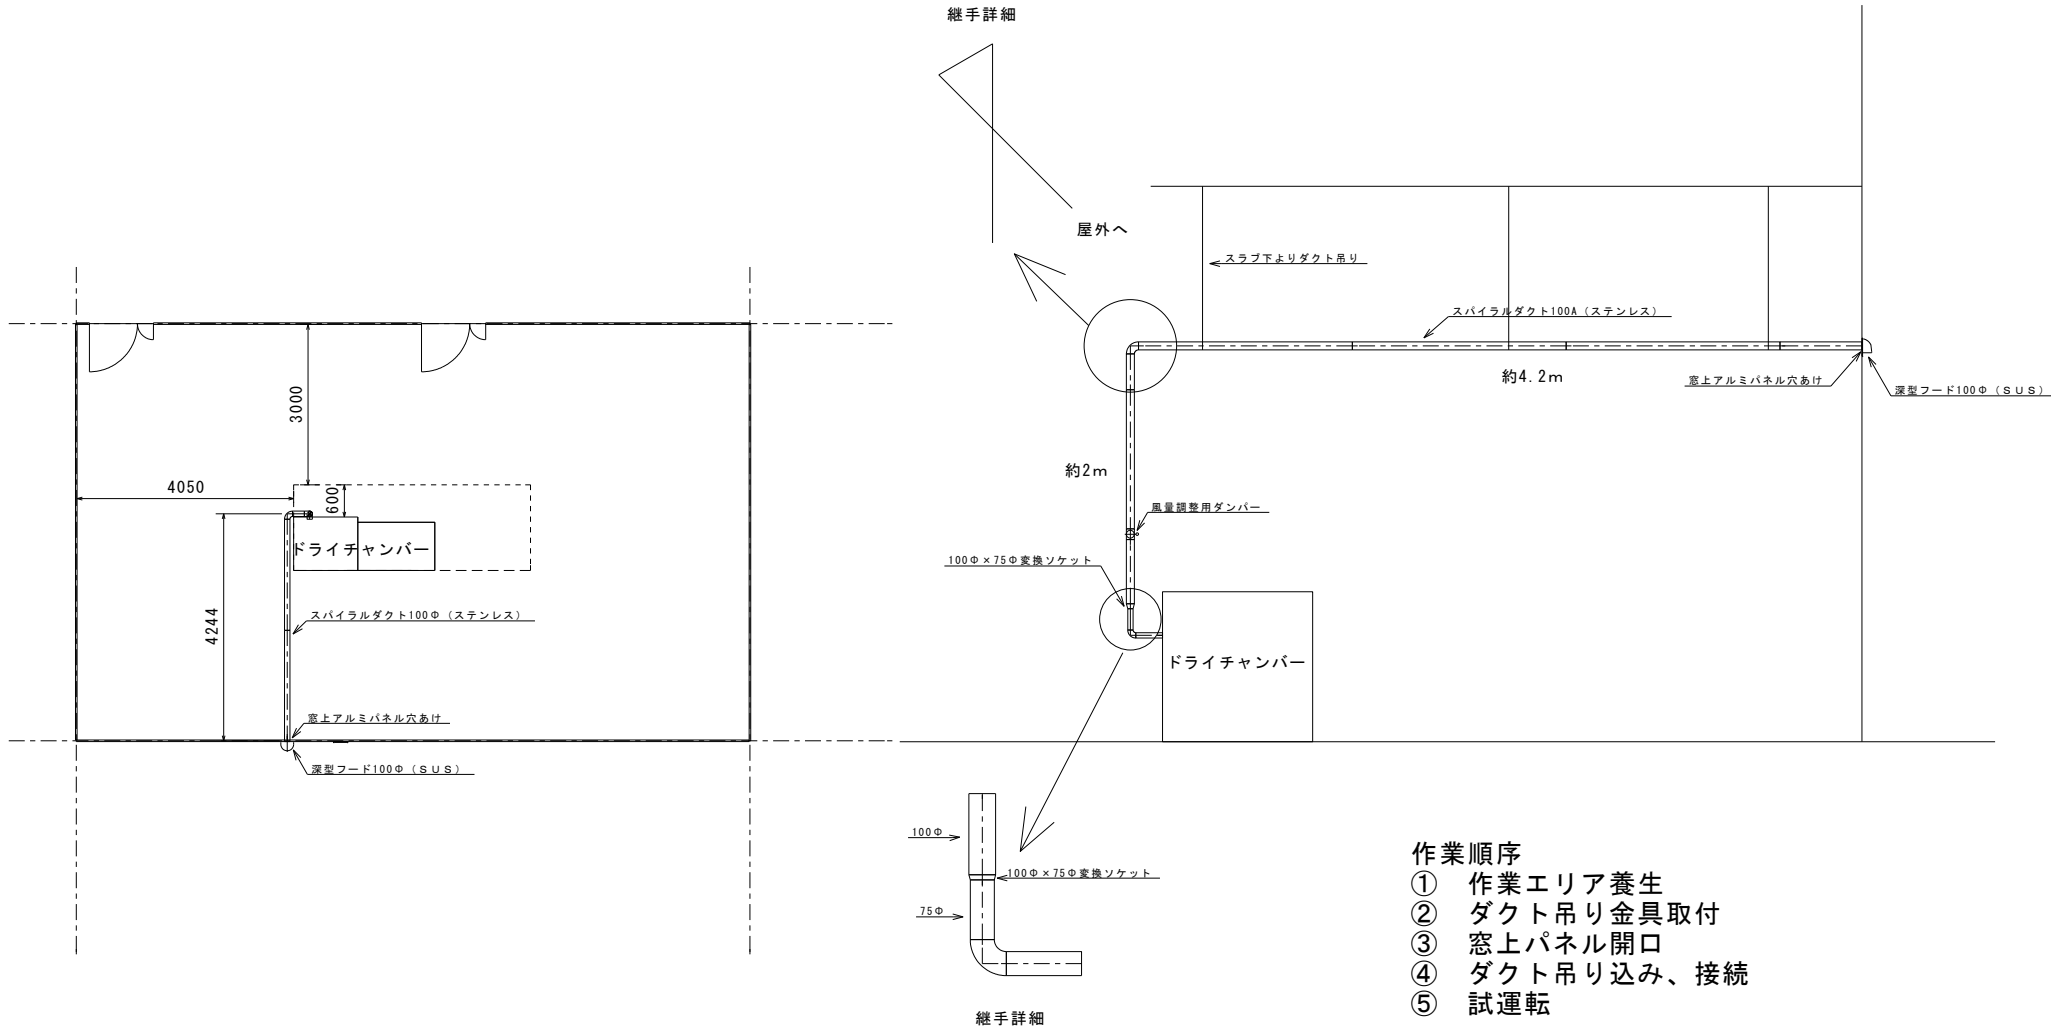 継手詳細
屋外へ
スラブ下よりダクト吊り
スパイラルダクト100A（ステンレス）
約4.2m
窓上アルミパネル穴あけ
深型フード100Φ（SUS）
約2m
風量調整用ダンパー
100Φ×75Φ変換ソケット
ドライチャンバー
3000
4050
600
ドライチャンバー
4244
スパイラルダクト100Φ（ステンレス）
窓上アルミパネル穴あけ
深型フード100Φ（SUS）
100Φ
100Φ×75Φ変換ソケット
75Φ
継手詳細
作業順序
① 作業エリア養生
② ダクト吊り金具取付
③ 窓上パネル開口
④ ダクト吊り込み、接続
⑤ 試運転